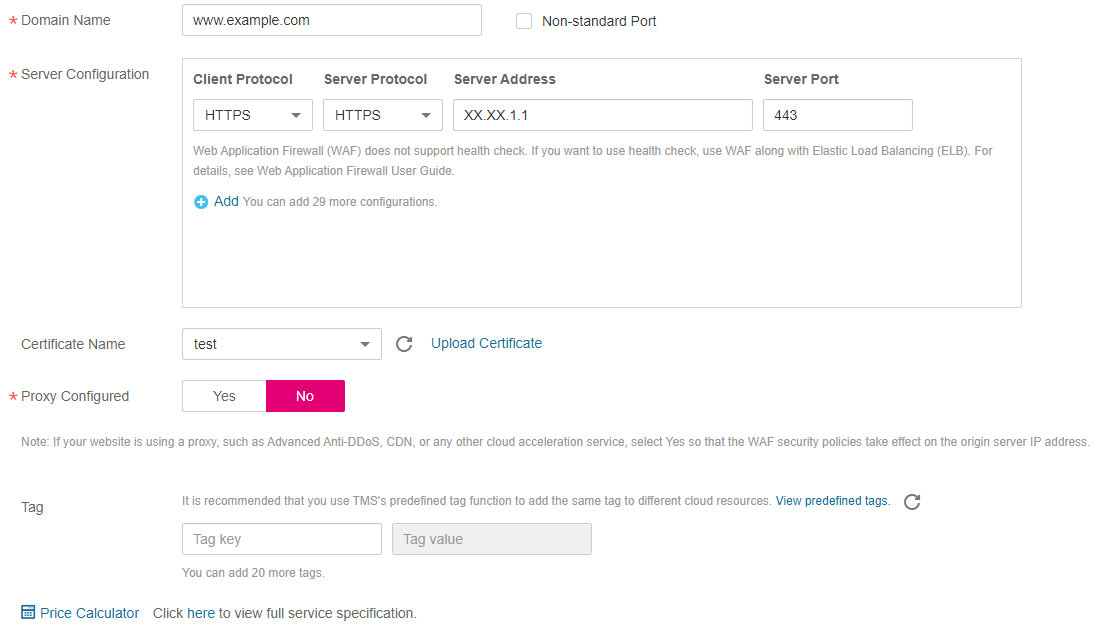 * Domain Name www.example.com Non-standard Port
* Server Configuration
Client Protocol Server Protocol Server Address Server Port
HTTPS HTTPS XX.XX.1.1 443
Web Application Firewall (WAF) does not support health check. If you want to use health check, use WAF along with Elastic Load Balancing (ELB). For
details, see Web Application Firewall User Guide.
Add You can add 29 more configurations.
Certificate Name test Upload Certificate
* Proxy Configured Yes No
Note: If your website is using a proxy, such as Advanced Anti-DDoS, CDN, or any other cloud acceleration service, select Yes so that the WAF security policies take effect on the origin server IP address.
Tag
It is recommended that you use TMS's predefined tag function to add the same tag to different cloud resources. View predefined tags.
Tag key Tag value
You can add 20 more tags.
Price Calculator Click here to view full service specification.